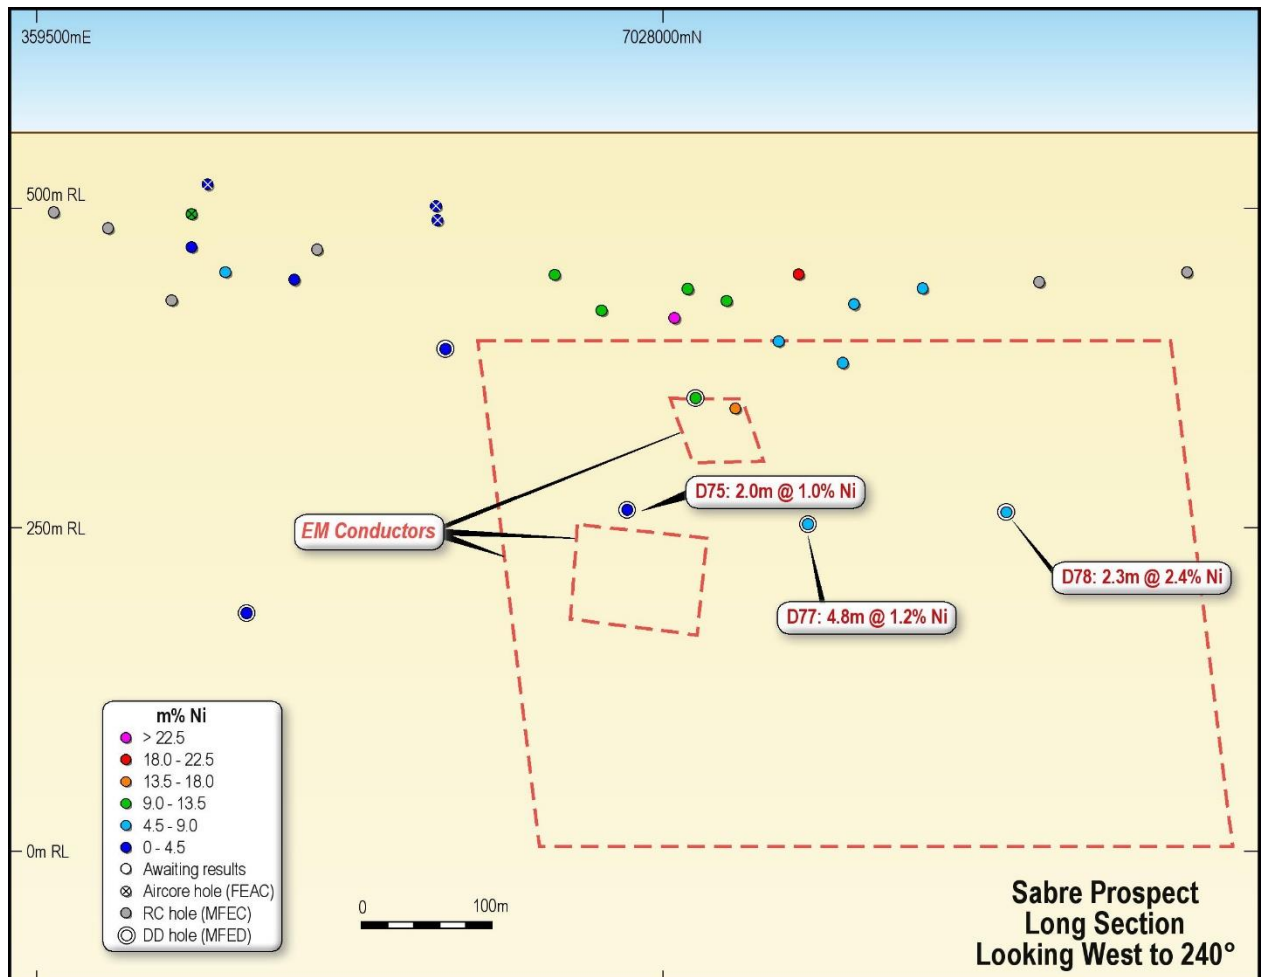 359500mE
7028000mN
500m RL
250m RL
0m RL
EM Conductors
D75: 2.0m @ 1.0% Ni
D77: 4.8m @ 1.2% Ni
D78: 2.3m @ 2.4% Ni
m% Ni
> 22.5
18.0 - 22.5
13.5 - 18.0
9.0 - 13.5
4.5 - 9.0
0 - 4.5
Awaiting results
Aircore hole (FEAC)
RC hole (MFEC)
DD hole (MFED)
0
100m
Sabre Prospect
Long Section
Looking West to 240°